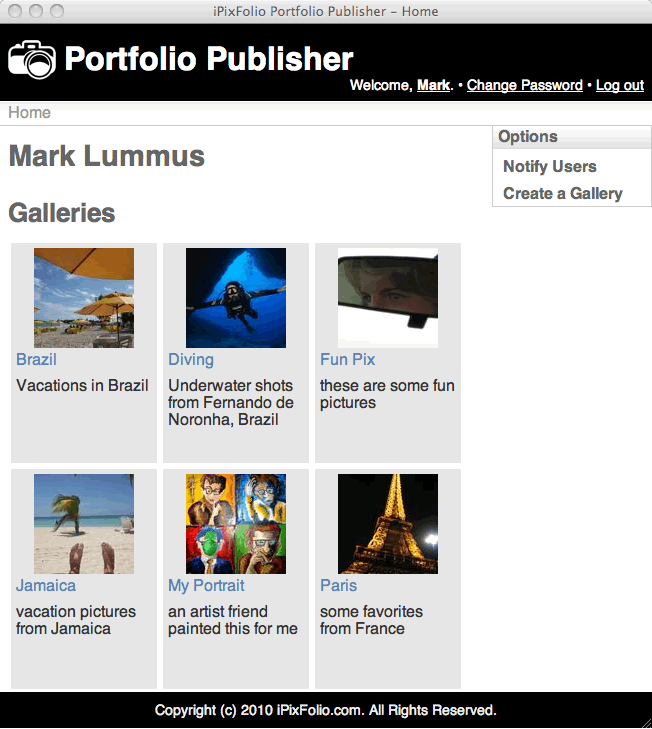 iPixFolio Portfolio Publisher – Home
Portfolio Publisher
Welcome, Mark. • Change Password • Log out
Home
Options
Notify Users
Create a Gallery
Mark Lummus
Galleries
Brazil
Vacations in Brazil
Diving
Underwater shots
from Fernando de
Noronha, Brazil
Fun Pix
these are some fun
pictures
Jamaica
vacation pictures
from Jamaica
My Portrait
an artist friend
painted this for me
Paris
some favorites
from France
Copyright (c) 2010 iPixFolio.com. All Rights Reserved.